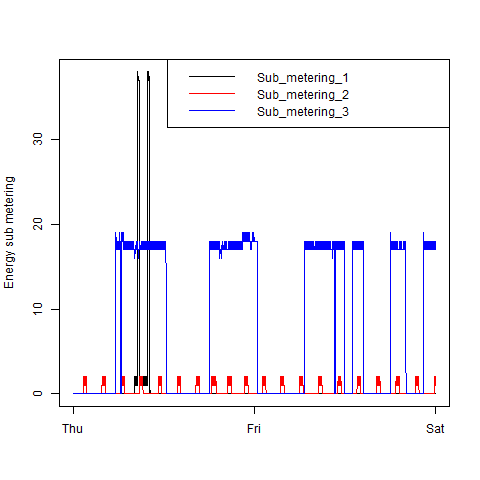 Sub_metering_1
Sub_metering_2
Sub_metering_3
Energy sub metering
30
20
10
0
Thu
Fri
Sat